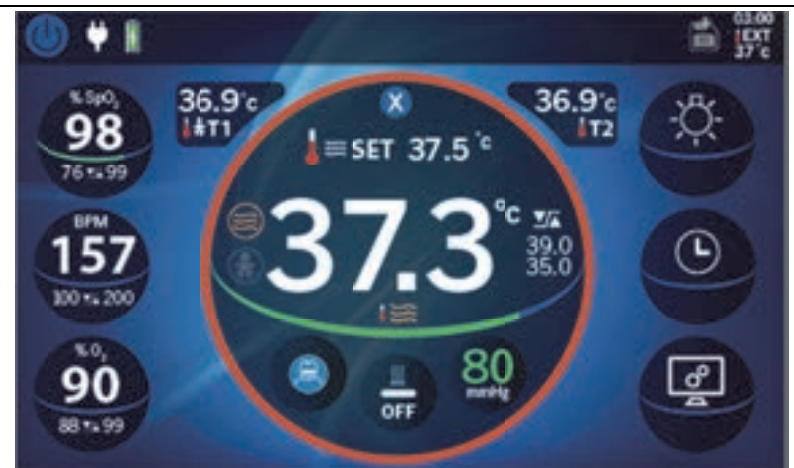 03:00
EXT
37°c
% SpO₂
98
76 99
36.9°c
T1
X
36.9°c
T2
SET 37.5 °c
37.3 °C
39.0
35.0
BPM
157
100 200
% O₂
90
88 99
OFF
80
mmHg